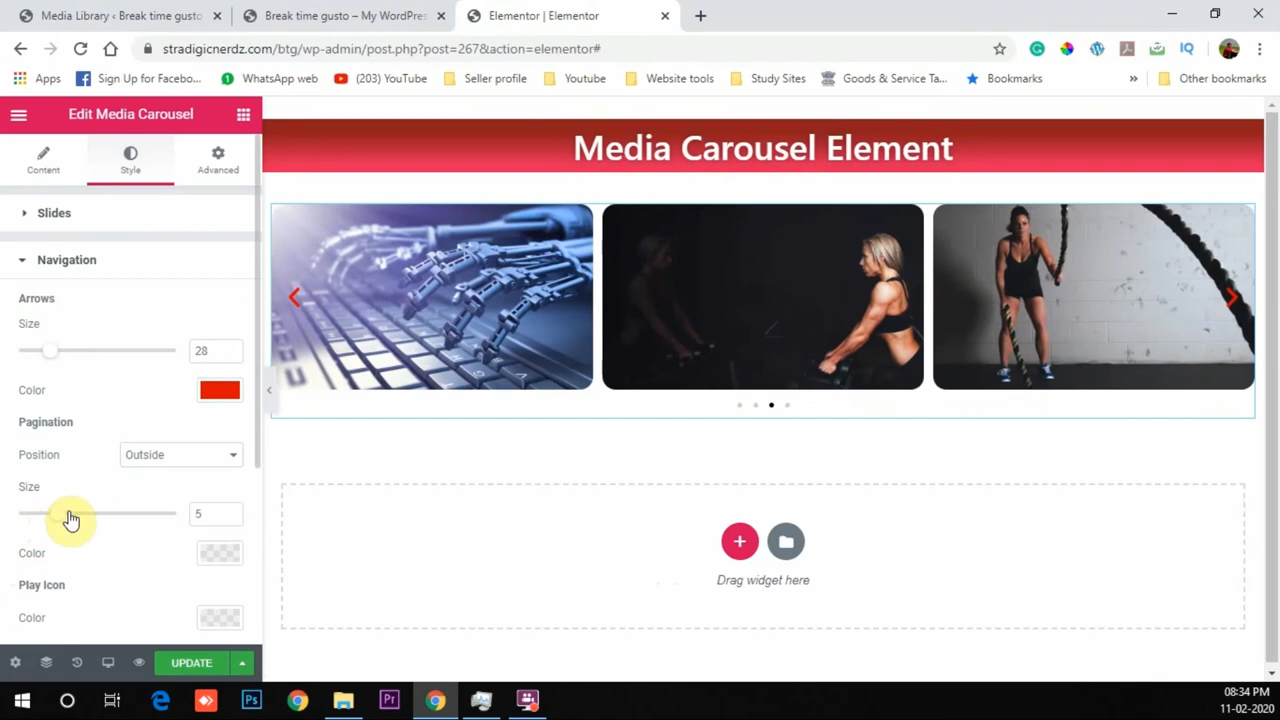 Media Library ‹ Break time gusto
Break time gusto – My WordPres
Elementor | Elementor
stradigicnerdz.com/btg/wp-admin/post.php?post=267&action=elementor#
Apps
Sign Up for Facebo...
WhatsApp web
(203) YouTube
Seller profile
Youtube
Website tools
Study Sites
Goods & Service Ta...
Bookmarks
»
Other bookmarks
Edit Media Carousel
Content
Style
Advanced
Slides
Navigation
Arrows
Size
28
Color
Pagination
Position
Outside
Size
5
Color
Play Icon
Color
UPDATE
Media Carousel Element
Drag widget here
Ps
Pr
08:34 PM
11-02-2020